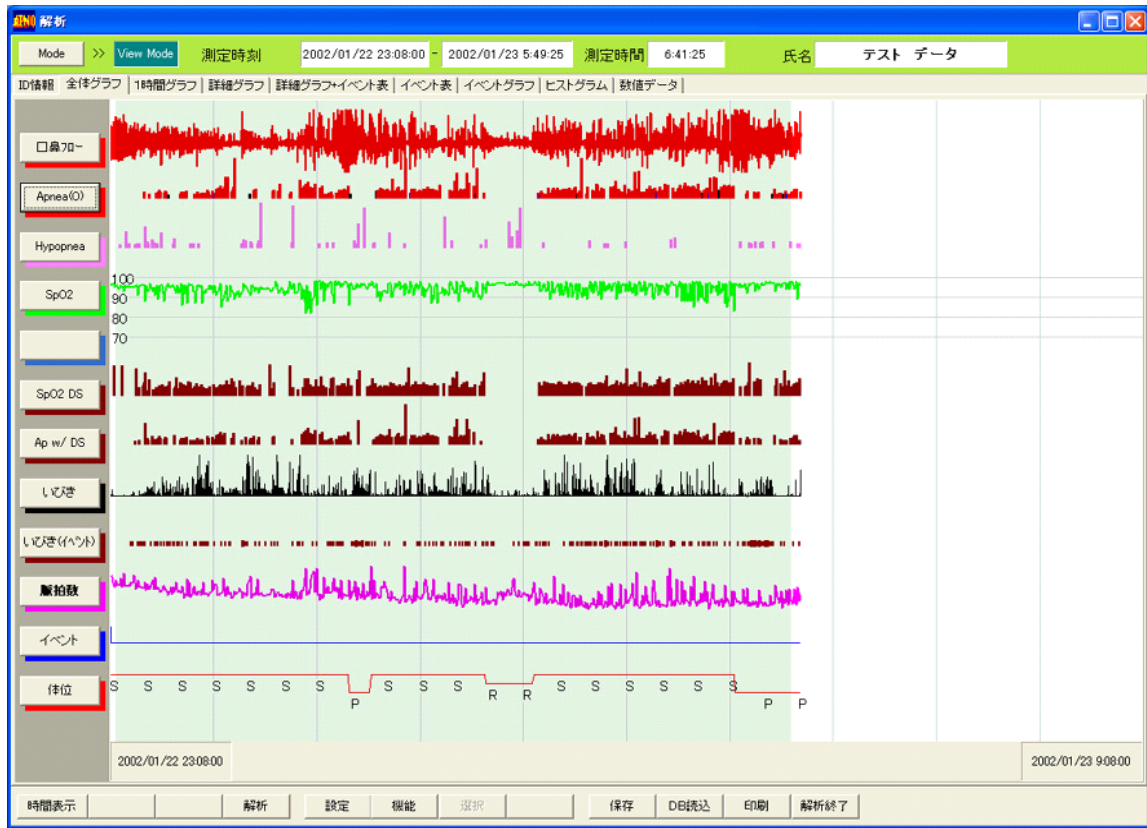 解析
Mode >> View Mode 測定時刻 2002/01/22 23:08:00 - 2002/01/23 5:49:25 測定時間 6:41:25 氏名 テスト データ
ID情報 全体グラフ 1時間グラフ 詳細グラフ 詳細グラフ+イベント表 イベント表 イベントグラフ ヒストグラム 数値データ
口鼻フロー
Apnea(O)
Hypopnea
SpO2
100
90
80
70
SpO2 DS
Ap w/ DS
いびき
いびき(イベント)
脈拍数
イベント
体位
S S S S S S S P S S S R R S S S S S S P P
2002/01/22 23:08:00 2002/01/23 9:08:00
時間表示 解析 設定 機能 選択 保存 DB読込 印刷 解析終了